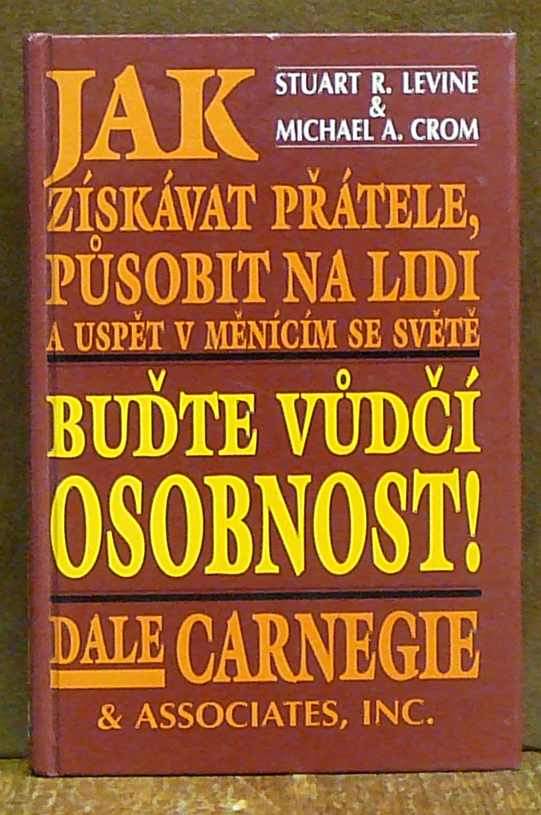 JAK
STUART R. LEVINE
&
MICHAEL A. CROM
ZÍSKÁVAT PŘÁTELE,
PŮSOBIT NA LIDI
A USPĚT V MĚNÍCÍM SE SVĚTĚ
BUĎTE VŮDČÍ
OSOBNOST!
DALE CARNEGIE
& ASSOCIATES, INC.